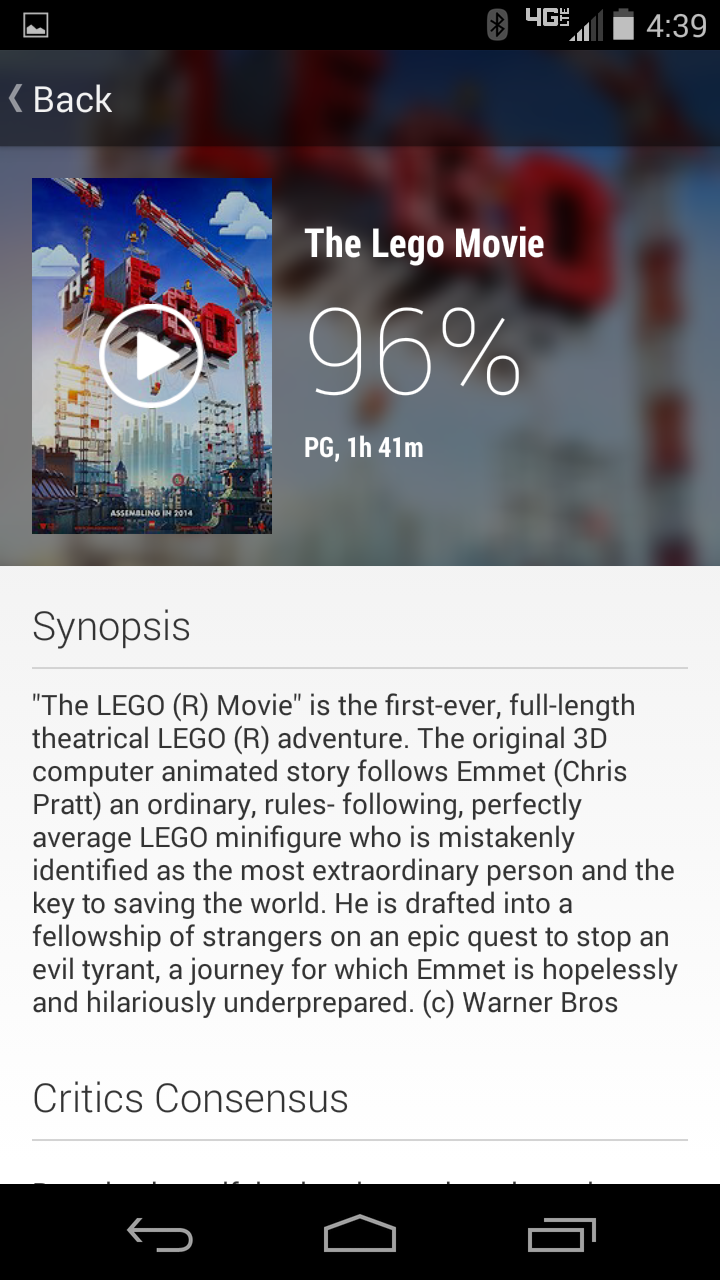 4G LTE 4:39
Back
THE
LEGO
MOVIE
ASSEMBLING IN 2014
The Lego Movie
96%
PG, 1h 41m
Synopsis
"The LEGO (R) Movie" is the first-ever, full-length
theatrical LEGO (R) adventure. The original 3D
computer animated story follows Emmet (Chris
Pratt) an ordinary, rules- following, perfectly
average LEGO minifigure who is mistakenly
identified as the most extraordinary person and the
key to saving the world. He is drafted into a
fellowship of strangers on an epic quest to stop an
evil tyrant, a journey for which Emmet is hopelessly
and hilariously underprepared. (c) Warner Bros
Critics Consensus